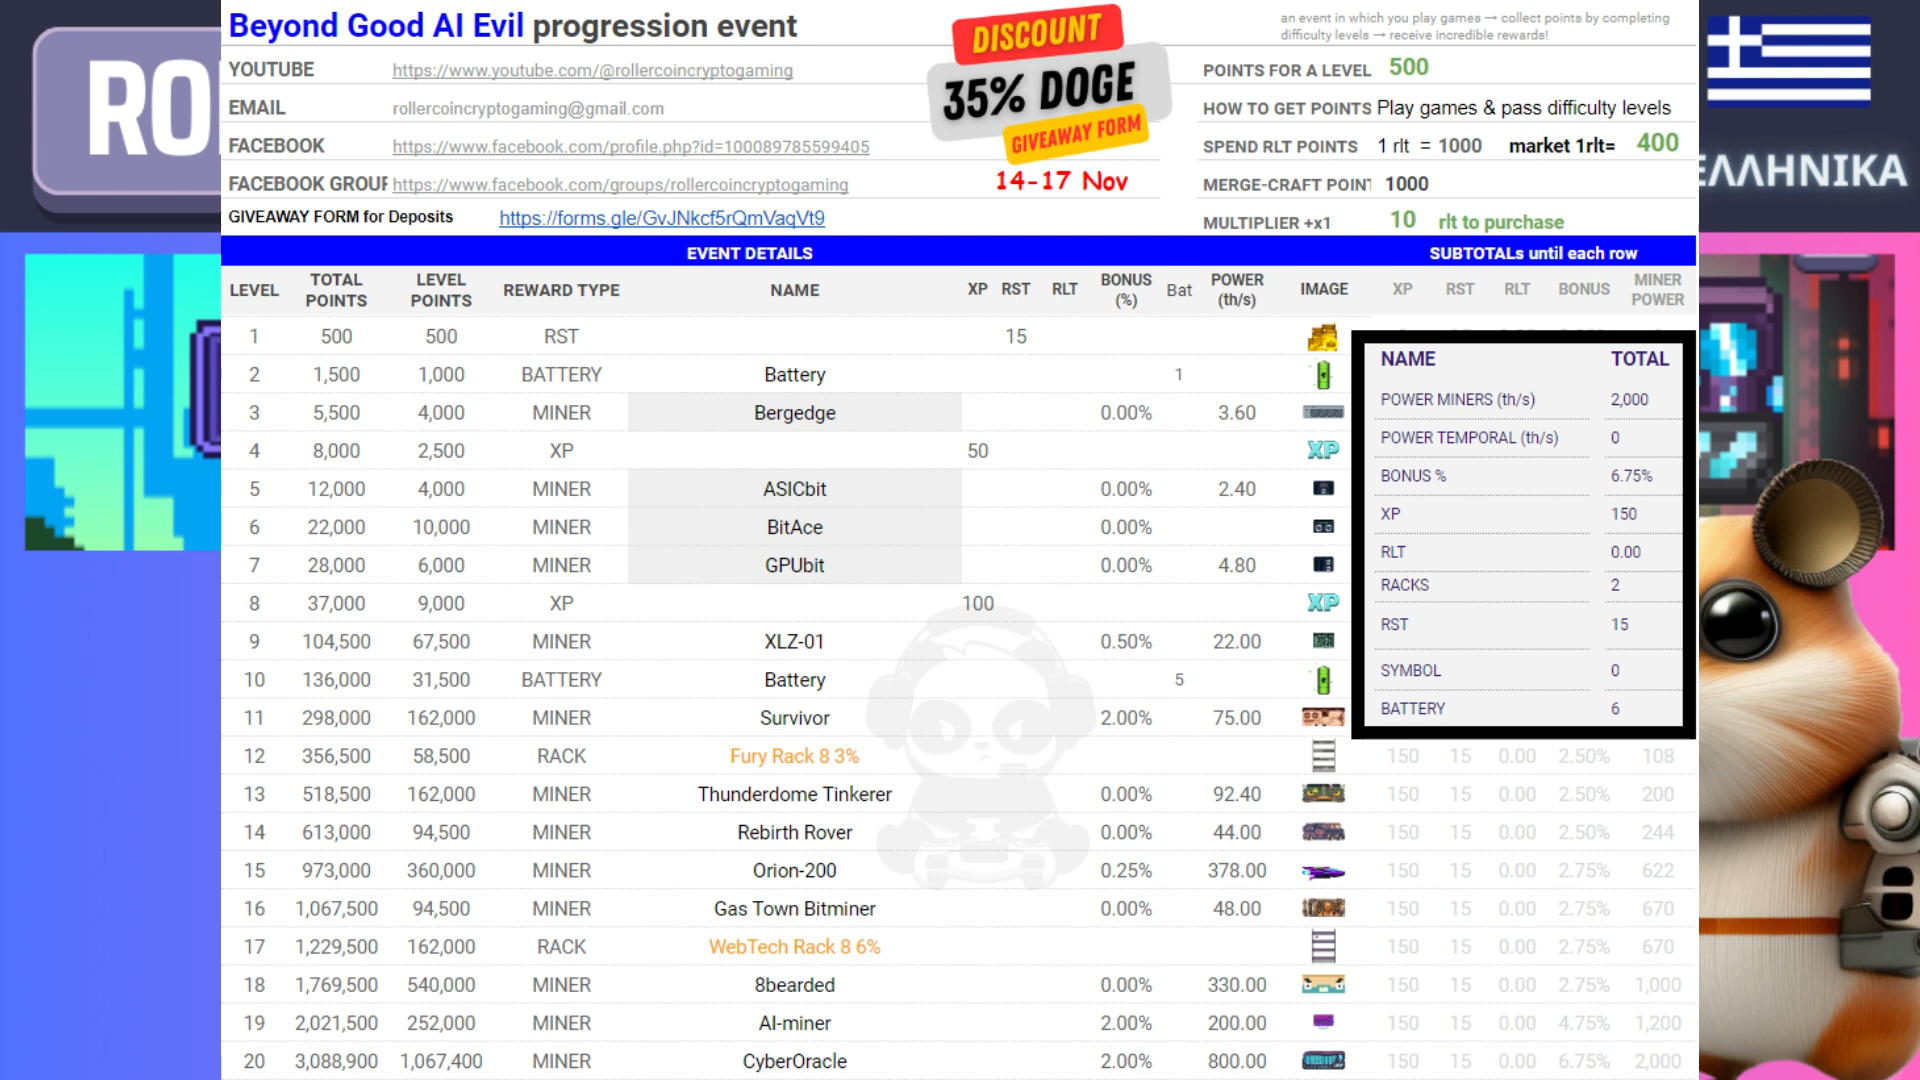 RO
Beyond Good AI Evil progression event
DISCOUNT
35% DOGE
GIVEAWAY FORM
14-17 Nov
an event in which you play games → collect points by completing
difficulty levels → receive incredible rewards!
YOUTUBE https://www.youtube.com/@rollercoincryptogaming
EMAIL rollercoincryptogaming@gmail.com
FACEBOOK https://www.facebook.com/profile.php?id=100089785599405
FACEBOOK GROUP https://www.facebook.com/groups/rollercoincryptogaming
GIVEAWAY FORM for Deposits https://forms.gle/GvJNkcf5rQmVaqVt9
POINTS FOR A LEVEL 500
HOW TO GET POINTS Play games & pass difficulty levels
SPEND RLT POINTS 1 rlt = 1000 market 1rlt= 400
MERGE-CRAFT POINT 1000
MULTIPLIER +x1 10 rlt to purchase
ΕΛΛΗΝΙΚΑ
EVENT DETAILS SUBTOTALs until each row
LEVEL TOTAL POINTS LEVEL POINTS REWARD TYPE NAME XP RST RLT BONUS (%) Bat POWER (th/s) IMAGE XP RST RLT BONUS MINER POWER
1 500 500 RST 15
2 1,500 1,000 BATTERY Battery 1
3 5,500 4,000 MINER Bergedge 0.00% 3.60
4 8,000 2,500 XP 50 XP
5 12,000 4,000 MINER ASICbit 0.00% 2.40
6 22,000 10,000 MINER BitAce 0.00%
7 28,000 6,000 MINER GPUbit 0.00% 4.80
8 37,000 9,000 XP 100 XP
9 104,500 67,500 MINER XLZ-01 0.50% 22.00
10 136,000 31,500 BATTERY Battery 5
11 298,000 162,000 MINER Survivor 2.00% 75.00
12 356,500 58,500 RACK Fury Rack 8 3% 150 15 0.00 2.50% 108
13 518,500 162,000 MINER Thunderdome Tinkerer 0.00% 92.40 150 15 0.00 2.50% 200
14 613,000 94,500 MINER Rebirth Rover 0.00% 44.00 150 15 0.00 2.50% 244
15 973,000 360,000 MINER Orion-200 0.25% 378.00 150 15 0.00 2.75% 622
16 1,067,500 94,500 MINER Gas Town Bitminer 0.00% 48.00 150 15 0.00 2.75% 670
17 1,229,500 162,000 RACK WebTech Rack 8 6% 150 15 0.00 2.75% 670
18 1,769,500 540,000 MINER 8bearded 0.00% 330.00 150 15 0.00 2.75% 1,000
19 2,021,500 252,000 MINER AI-miner 2.00% 200.00 150 15 0.00 4.75% 1,200
20 3,088,900 1,067,400 MINER CyberOracle 2.00% 800.00 150 15 0.00 6.75% 2,000
NAME TOTAL
POWER MINERS (th/s) 2,000
POWER TEMPORAL (th/s) 0
BONUS % 6.75%
XP 150
RLT 0.00
RACKS 2
RST 15
SYMBOL 0
BATTERY 6